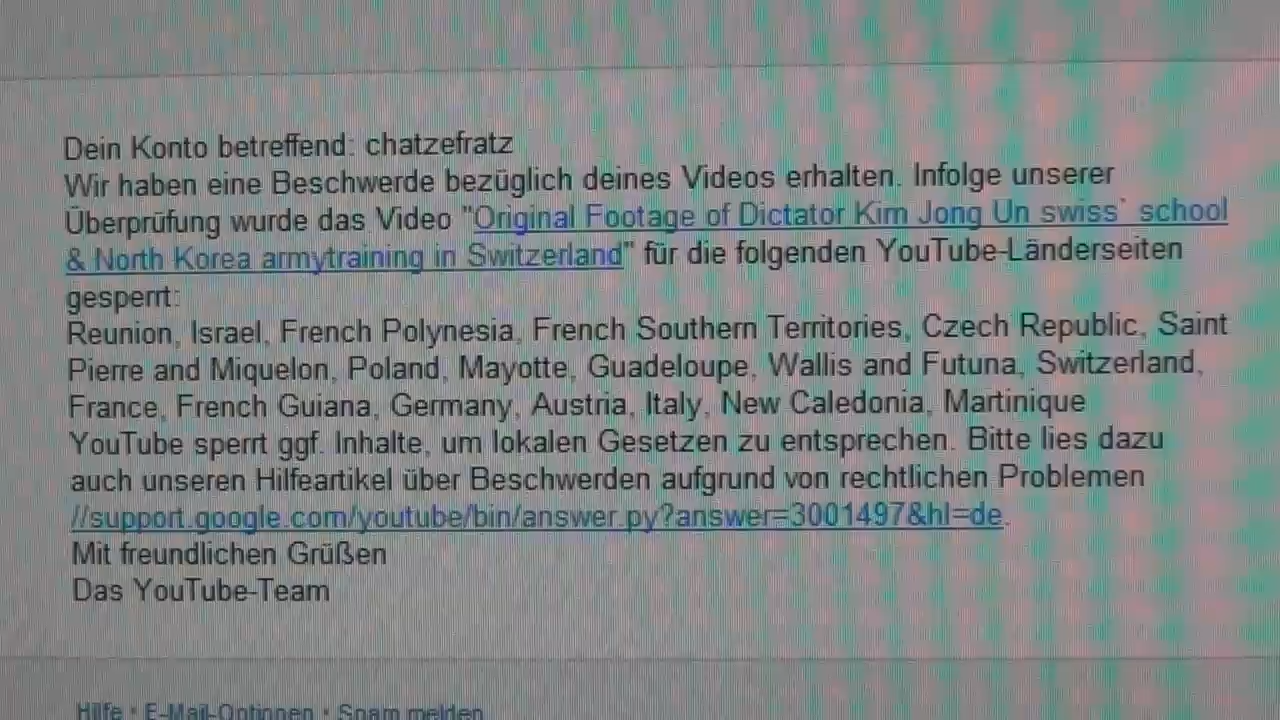 Dein Konto betreffend: chatzefratz
Wir haben eine Beschwerde bezüglich deines Videos erhalten. Infolge unserer
Überprüfung wurde das Video "Original Footage of Dictator Kim Jong Un swiss` school
& North Korea armytraining in Switzerland" für die folgenden YouTube-Länderseiten
gesperrt:
Reunion, Israel, French Polynesia, French Southern Territories, Czech Republic, Saint
Pierre and Miquelon, Poland, Mayotte, Guadeloupe, Wallis and Futuna, Switzerland,
France, French Guiana, Germany, Austria, Italy, New Caledonia, Martinique
YouTube sperrt ggf. Inhalte, um lokalen Gesetzen zu entsprechen. Bitte lies dazu
auch unseren Hilfeartikel über Beschwerden aufgrund von rechtlichen Problemen
//support.google.com/youtube/bin/answer.py?answer=3001497&hl=de.
Mit freundlichen Grüßen
Das YouTube-Team
Hilfe • E-Mail-Optionen • Spam melden